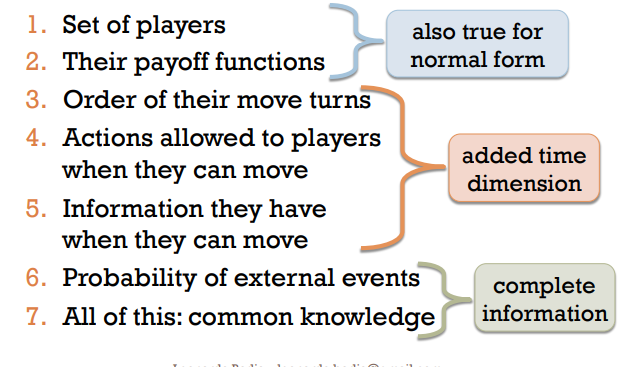 1. Set of players
2. Their payoff functions
also true for
normal form
3. Order of their move turns
4. Actions allowed to players
when they can move
5. Information they have
when they can move
added time
dimension
6. Probability of external events
7. All of this: common knowledge
complete
information